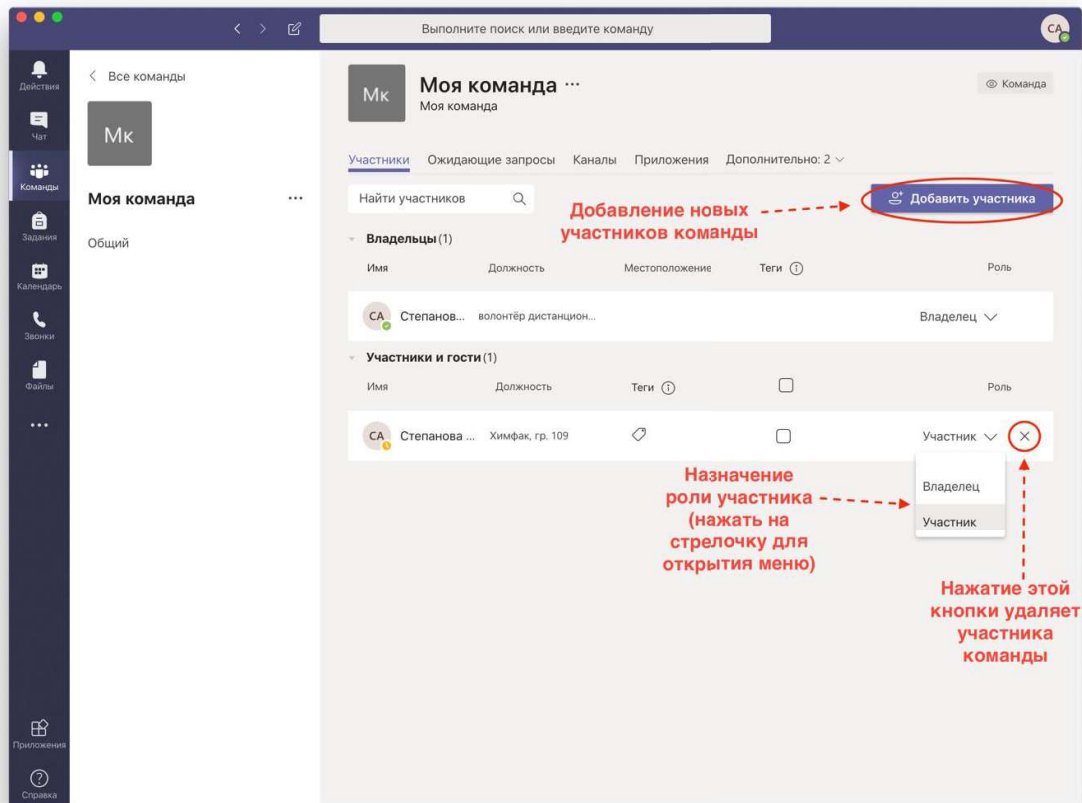 Выполните поиск или введите команду
СА
Действия
Чат
Команды
Задания
Календарь
Звонки
Файлы
Приложения
Справка
Все команды
Мк
Моя команда ...
Общий
Мк
Моя команда ...
Моя команда
Команда
Участники Ожидающие запросы Каналы Приложения Дополнительно: 2
Найти участников
Добавить участника
Добавление новых
участников команды
Владельцы (1)
Имя Должность Местоположение Теги Роль
СА Степанов... волонтёр дистанцион... Владелец
Участники и гости (1)
Имя Должность Теги Роль
СА Степанова ... Химфак, гр. 109 Участник
Владелец
Участник
Назначение
роли участника
(нажать на
стрелочку для
открытия меню)
Нажатие этой
кнопки удаляет
участника
команды